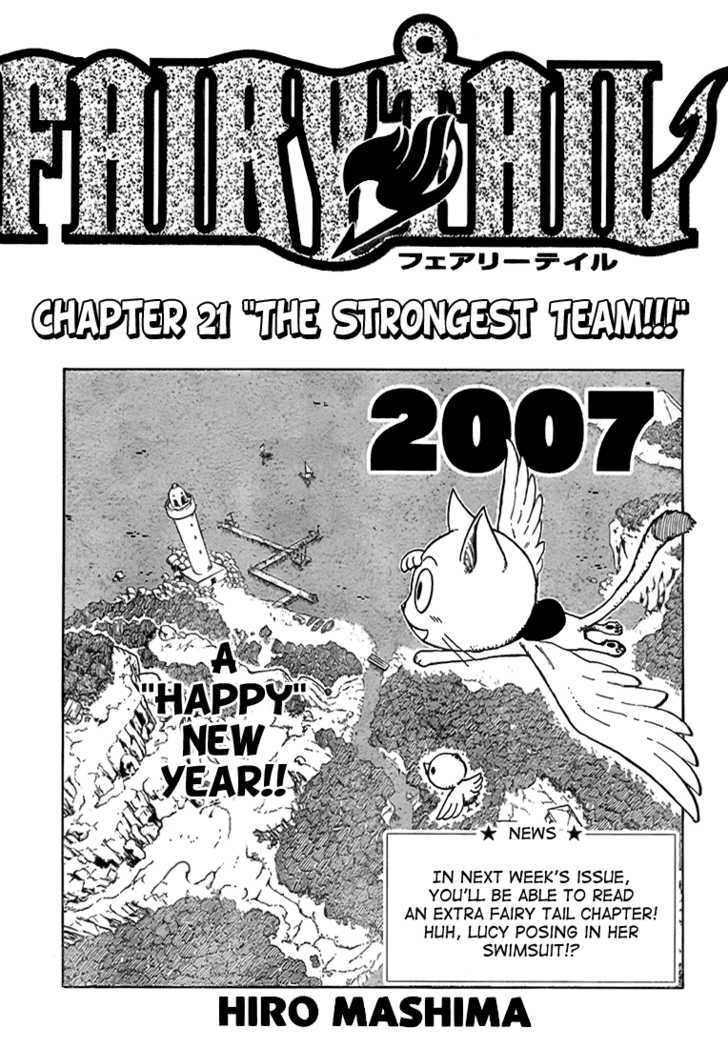 FAIRY TAIL
フェアリーテイル
CHAPTER 21 "THE STRONGEST TEAM!!!"
2007
A
"HAPPY"
NEW
YEAR!!
★ NEWS ★
IN NEXT WEEK'S ISSUE,
YOU'LL BE ABLE TO READ
AN EXTRA FAIRY TAIL CHAPTER!
HUH, LUCY POSING IN HER
SWIMSUIT!?
HIRO MASHIMA